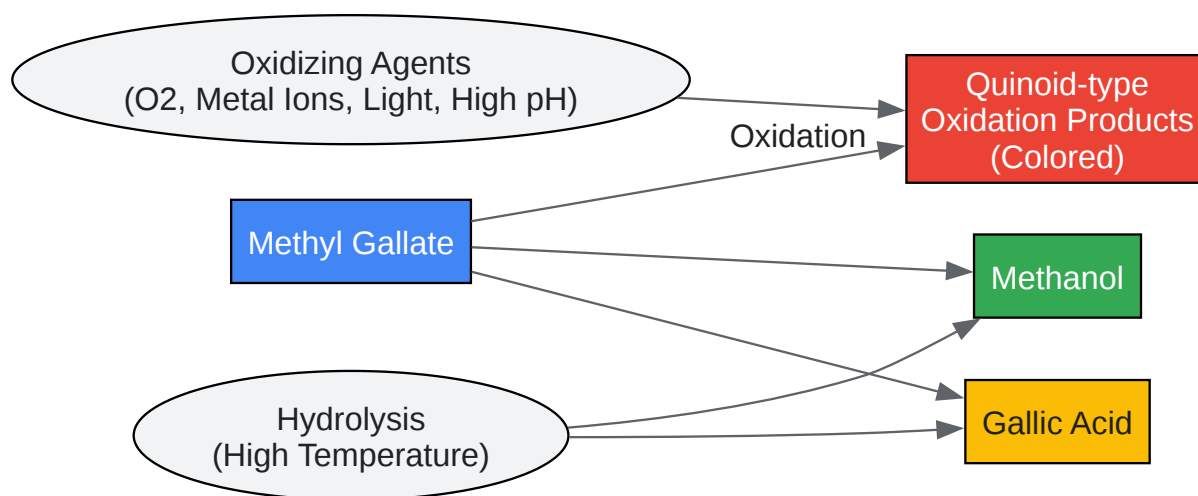 Oxidizing Agents
(O2, Metal Ions, Light, High pH)
Quinoid-type
Oxidation Products
(Colored)
Oxidation
Methyl Gallate
Methanol
Hydrolysis
(High Temperature)
Gallic Acid